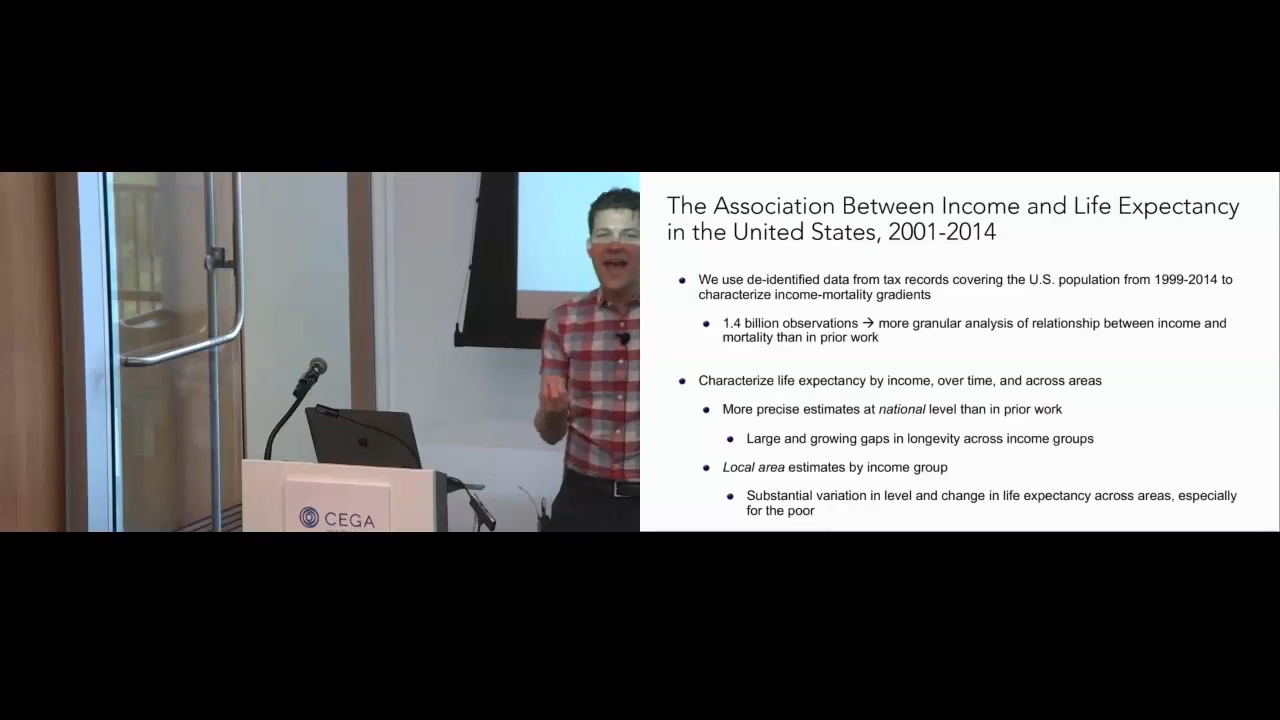 The Association Between Income and Life Expectancy
in the United States, 2001-2014
We use de-identified data from tax records covering the U.S. population from 1999-2014 to
characterize income-mortality gradients
1.4 billion observations → more granular analysis of relationship between income and
mortality than in prior work
Characterize life expectancy by income, over time, and across areas
More precise estimates at national level than in prior work
Large and growing gaps in longevity across income groups
Local area estimates by income group
Substantial variation in level and change in life expectancy across areas, especially
for the poor
CEGA